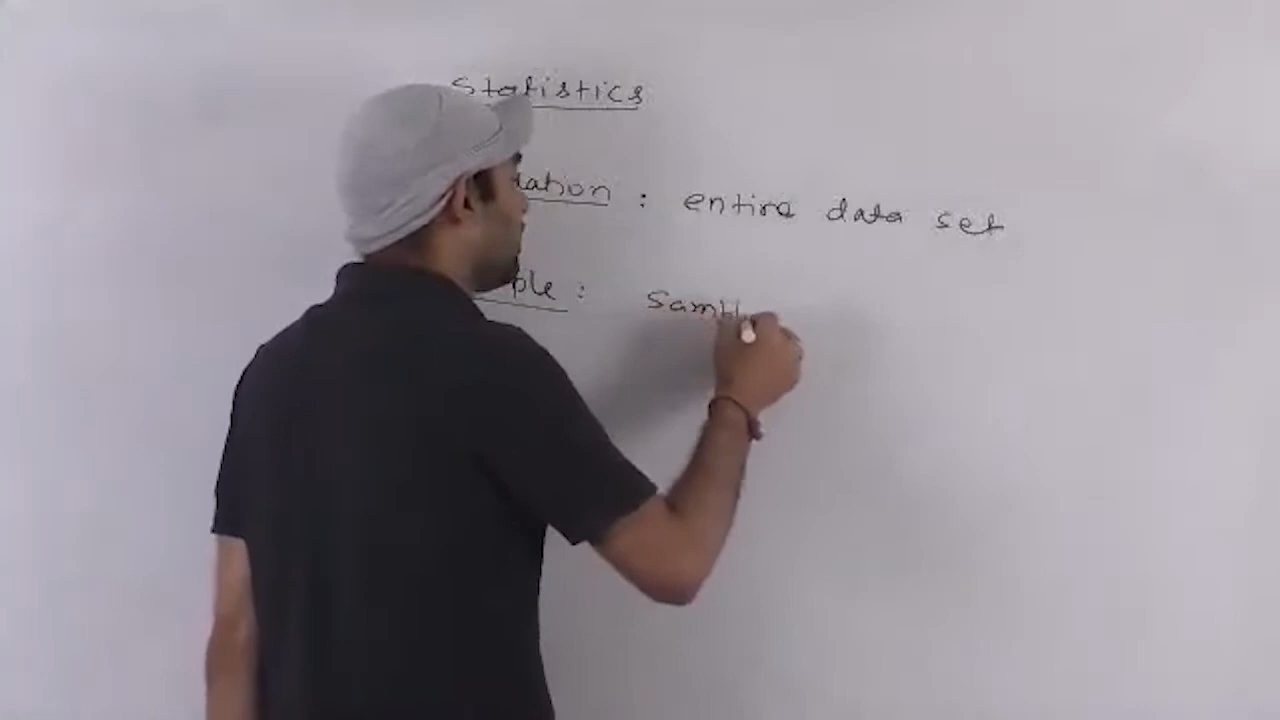 Statistics
lation : entire data set
ple : Sampl